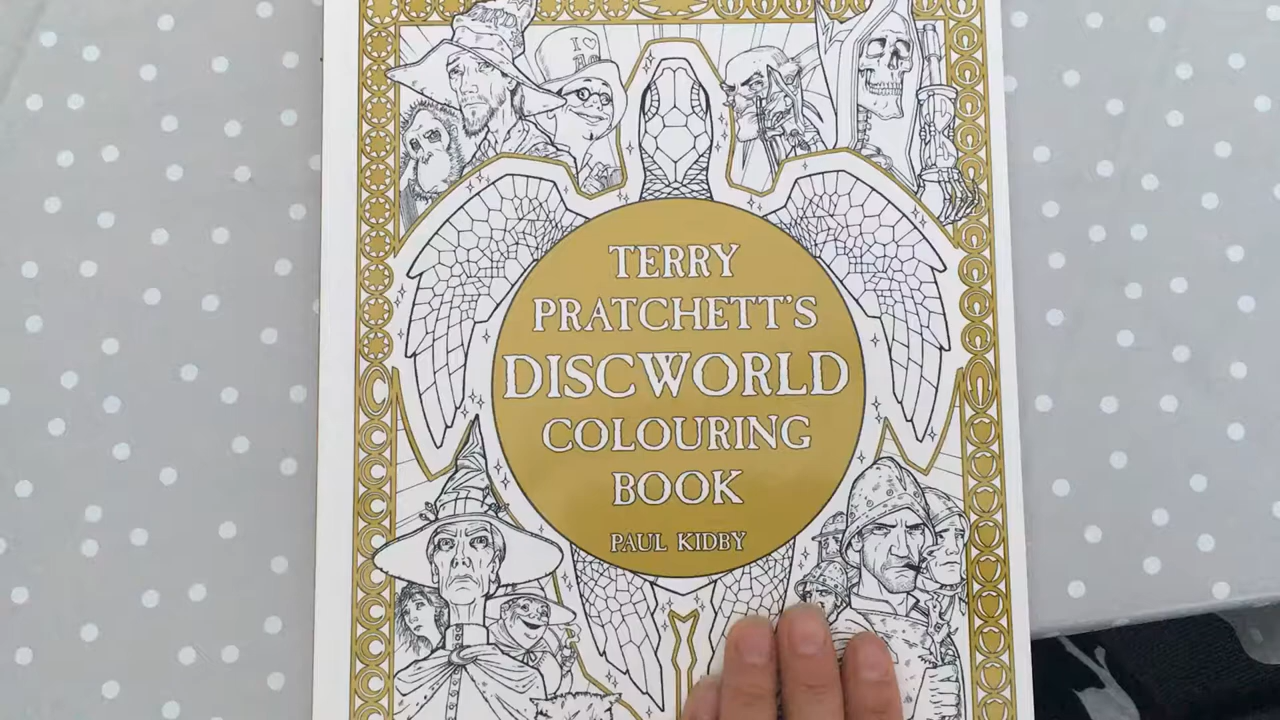 I ♥
TERRY
PRATCHETT'S
DISCWORLD
COLOURING
BOOK
PAUL KIDBY